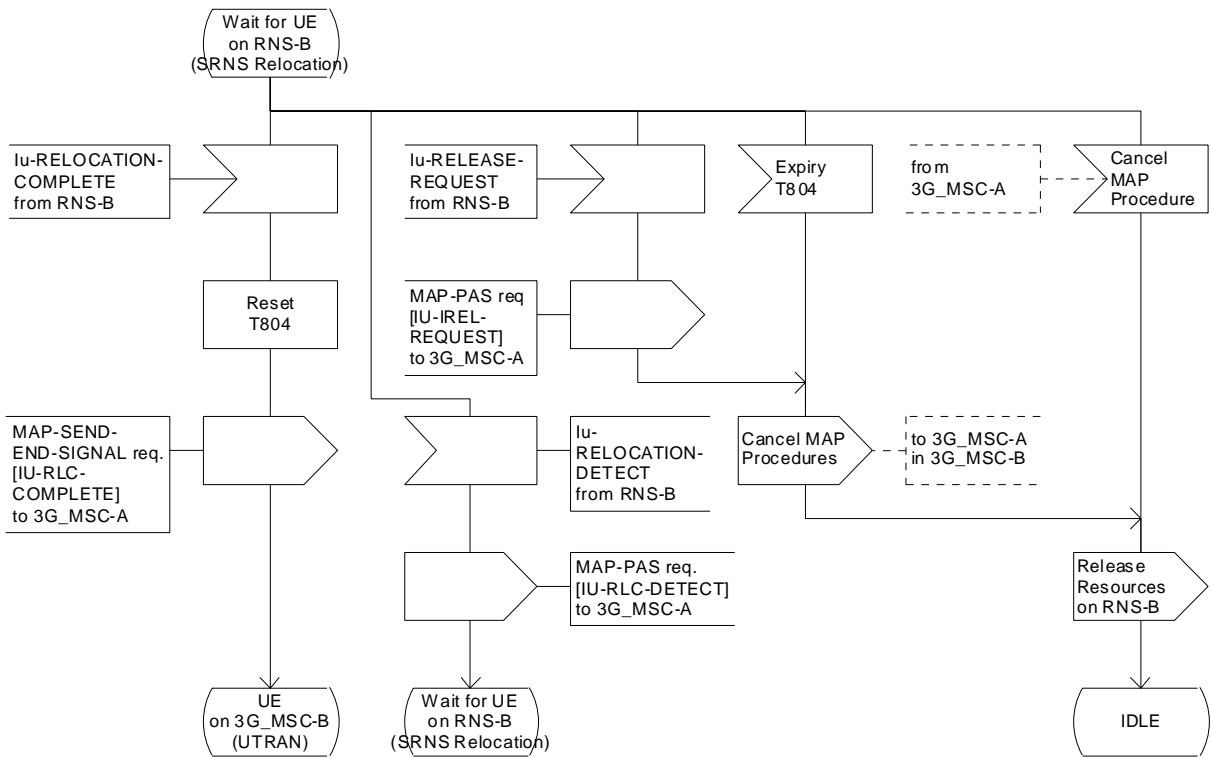 Wait for UE
on RNS-B
(SRNS Relocation)
Iu-RELOCATION-
COMPLETE
from RNS-B
Iu-RELEASE-
REQUEST
from RNS-B
Expiry
T804
from
3G_MSC-A
Cancel
MAP
Procedure
Reset
T804
MAP-PAS req
[IU-IREL-
REQUEST]
to 3G_MSC-A
MAP-SEND-
END-SIGNAL req.
[IU-RLC-
COMPLETE]
to 3G_MSC-A
Iu-
RELOCATION-
DETECT
from RNS-B
Cancel MAP
Procedures
to 3G_MSC-A
in 3G_MSC-B
MAP-PAS req.
[IU-RLC-DETECT]
to 3G_MSC-A
Release
Resources
on RNS-B
UE
on 3G_MSC-B
(UTRAN)
Wait for UE
on RNS-B
(SRNS Relocation)
IDLE